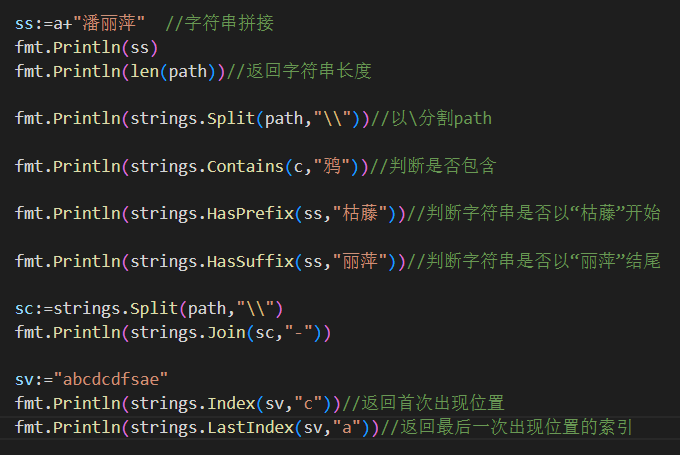 ss:=a+"潘丽萍"  //字符串拼接
fmt.Println(ss)
fmt.Println(len(path))//返回字符串长度
fmt.Println(strings.Split(path,"\\"))//以\分割path
fmt.Println(strings.Contains(c,"鸦"))//判断是否包含
fmt.Println(strings.HasPrefix(ss,"枯藤"))//判断字符串是否以“枯藤”开始
fmt.Println(strings.HasSuffix(ss,"丽萍"))//判断字符串是否以“丽萍”结尾
sc:=strings.Split(path,"\\")
fmt.Println(strings.Join(sc,"-"))
sv:="abcdcdfsae"
fmt.Println(strings.Index(sv,"c"))//返回首次出现位置
fmt.Println(strings.LastIndex(sv,"a"))//返回最后一次出现位置的索引